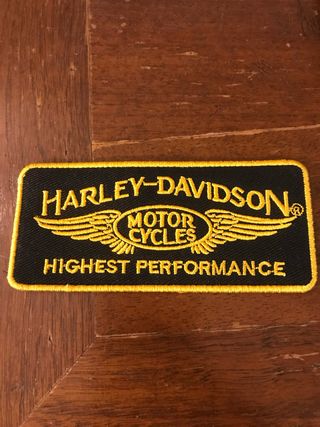 HARLEY-DAVIDSON®
MOTOR
CYCLES
HIGHEST PERFORMANCE